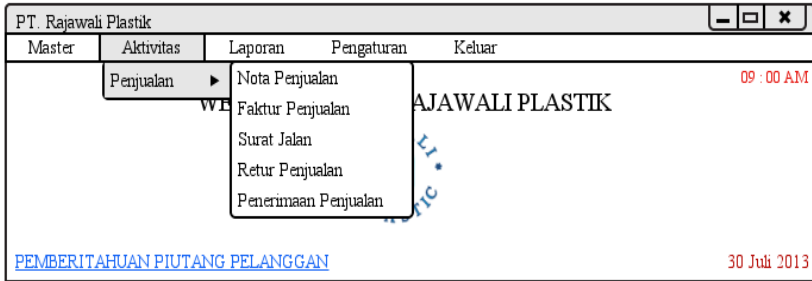 PT. Rajawali Plastik
Master Aktivitas Laporan Pengaturan Keluar
Penjualan
Nota Penjualan
Faktur Penjualan
Surat Jalan
Retur Penjualan
Penerimaan Penjualan
09 : 00 AM
AJAWALI PLASTIK
PEMBERITAHUAN PIUTANG PELANGGAN
30 Juli 2013